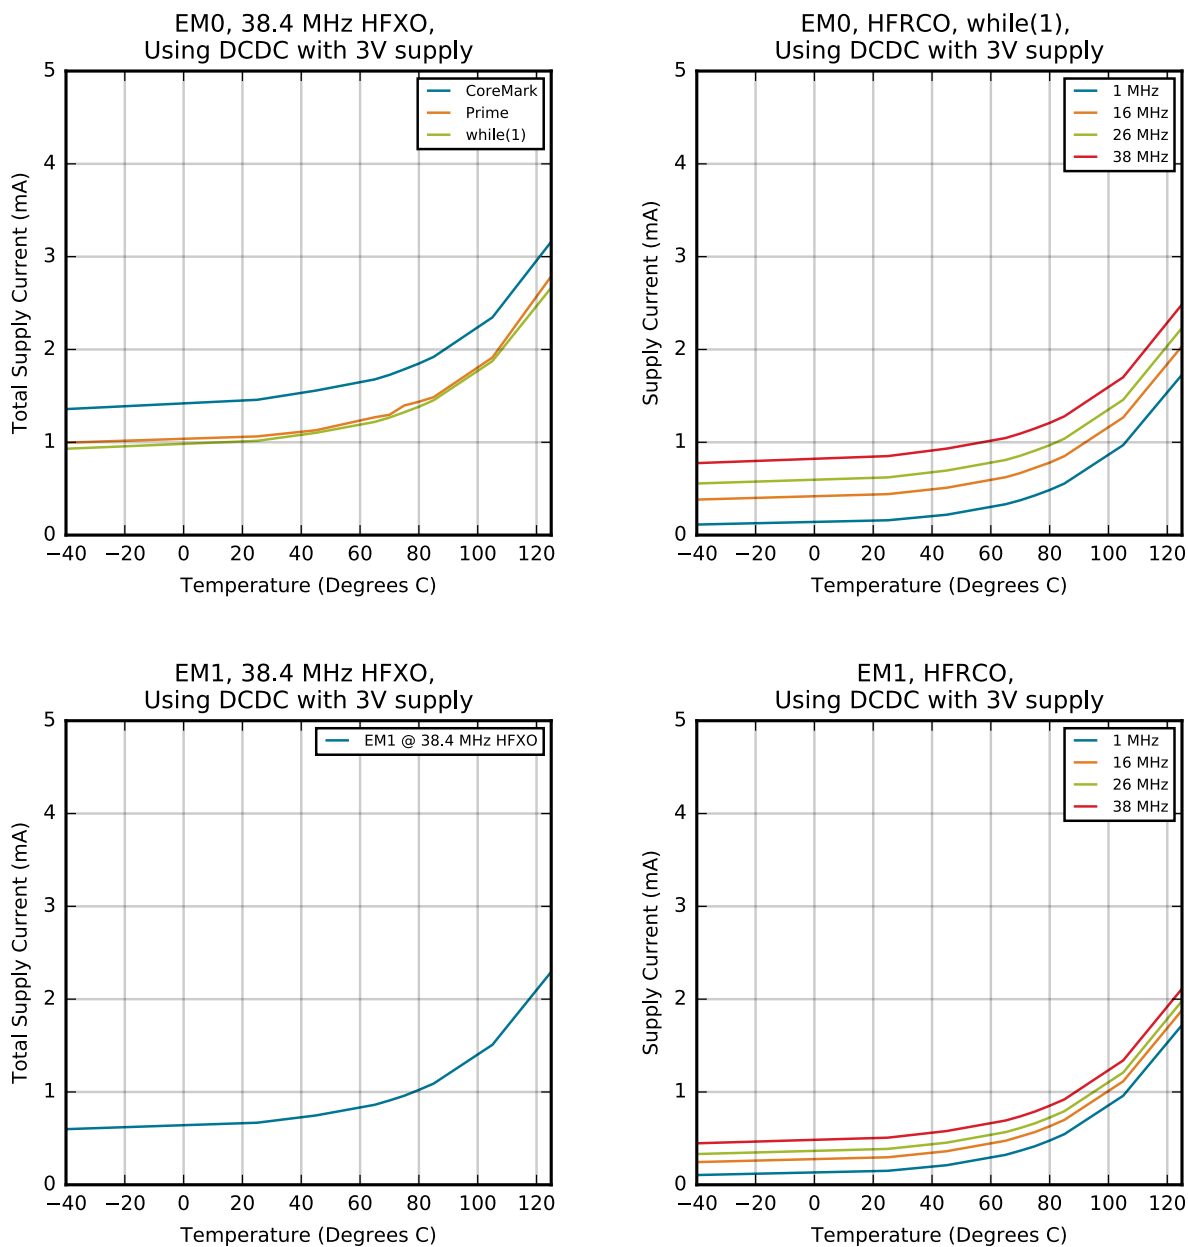 EM0, 38.4 MHz HFXO,
Using DCDC with 3V supply
Total Supply Current (mA)
5
4
3
2
1
0
CoreMark
Prime
while(1)
−40 −20 0 20 40 60 80 100 120
Temperature (Degrees C)
EM0, HFRCO, while(1),
Using DCDC with 3V supply
Supply Current (mA)
5
4
3
2
1
0
1 MHz
16 MHz
26 MHz
38 MHz
−40 −20 0 20 40 60 80 100 120
Temperature (Degrees C)
EM1, 38.4 MHz HFXO,
Using DCDC with 3V supply
Total Supply Current (mA)
5
4
3
2
1
0
EM1 @ 38.4 MHz HFXO
−40 −20 0 20 40 60 80 100 120
Temperature (Degrees C)
EM1, HFRCO,
Using DCDC with 3V supply
Supply Current (mA)
5
4
3
2
1
0
1 MHz
16 MHz
26 MHz
38 MHz
−40 −20 0 20 40 60 80 100 120
Temperature (Degrees C)